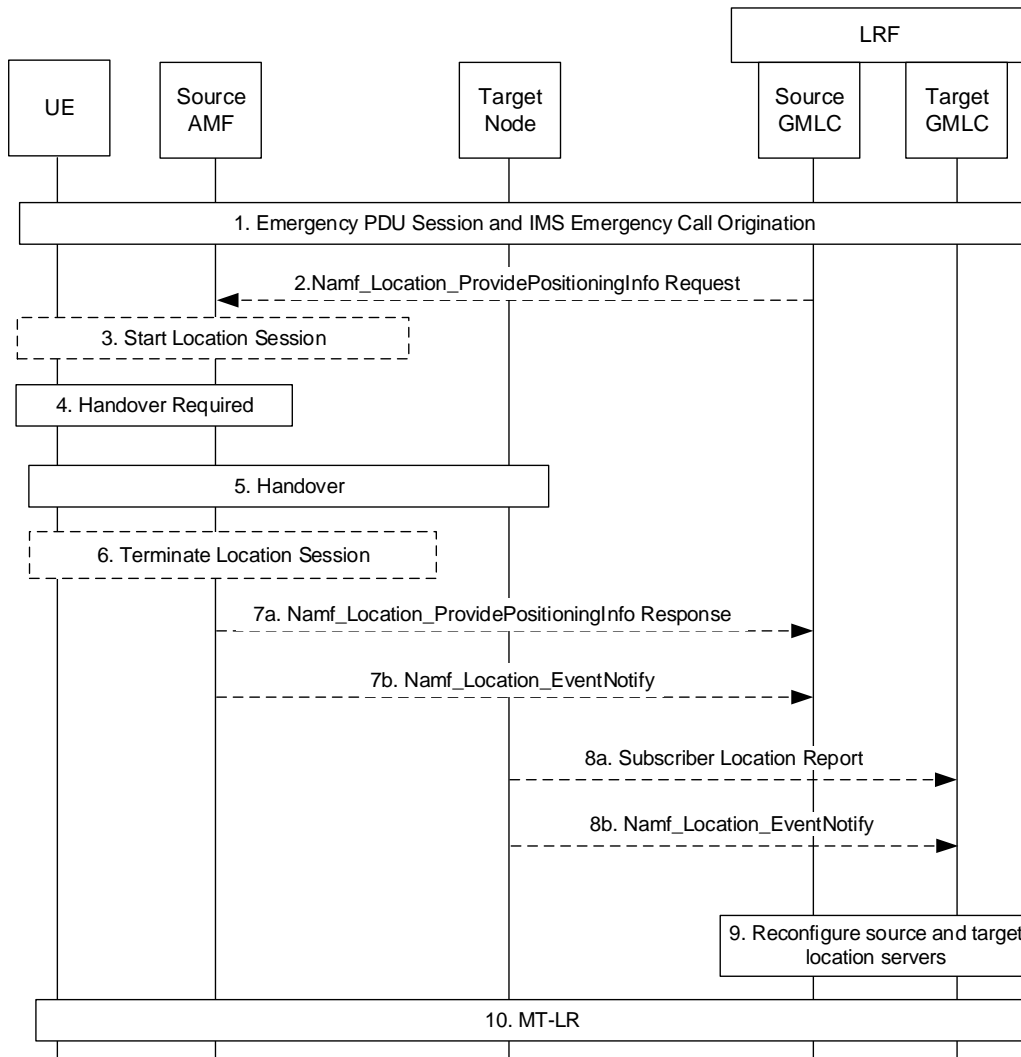 LRF
UE
Source
AMF
Target
Node
Source
GMLC
Target
GMLC
1. Emergency PDU Session and IMS Emergency Call Origination
2.Namf_Location_ProvidePositioningInfo Request
3. Start Location Session
4. Handover Required
5. Handover
6. Terminate Location Session
7a. Namf_Location_ProvidePositioningInfo Response
7b. Namf_Location_EventNotify
8a. Subscriber Location Report
8b. Namf_Location_EventNotify
9. Reconfigure source and target
location servers
10. MT-LR